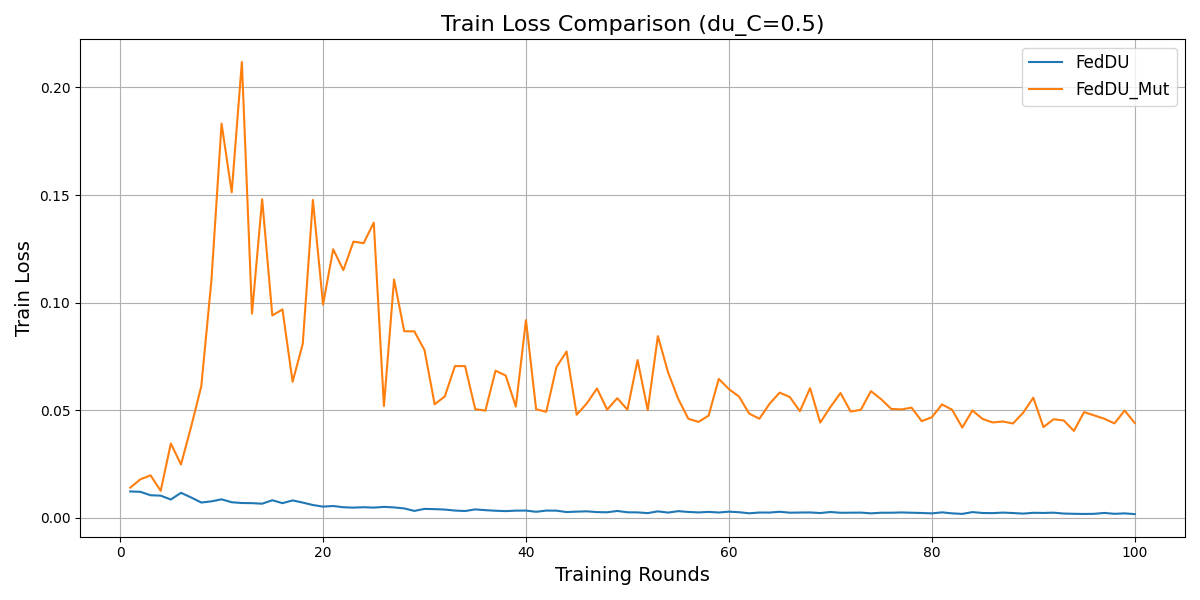 Train Loss Comparison (du_C=0.5)
FedDU
FedDU_Mut
Train Loss
0.20
0.15
0.10
0.05
0.00
0 20 40 60 80 100
Training Rounds